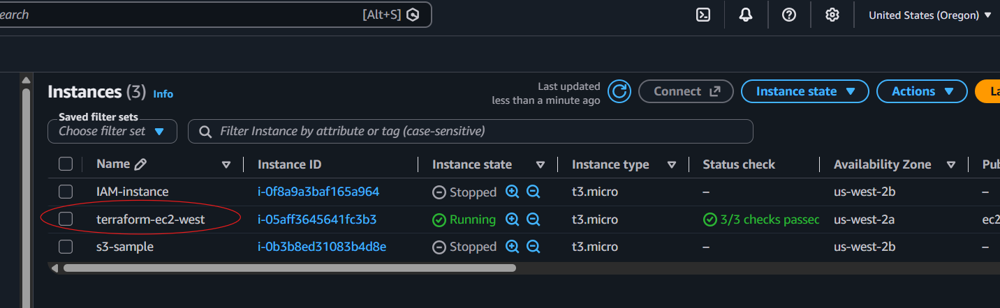 earch [Alt+S] United States (Oregon)
Instances (3) Info
Last updated
less than a minute ago
Connect Instance state Actions La
Saved filter sets
Choose filter set Filter Instance by attribute or tag (case-sensitive)
Name Instance ID Instance state Instance type Status check Availability Zone Pub
IAM-instance i-0f8a9a3baf165a964 Stopped t3.micro – us-west-2b –
terraform-ec2-west i-05aff3645641fc3b3 Running t3.micro 3/3 checks passed us-west-2a ec2
s3-sample i-0b3b8ed31083b4d8e Stopped t3.micro – us-west-2b –